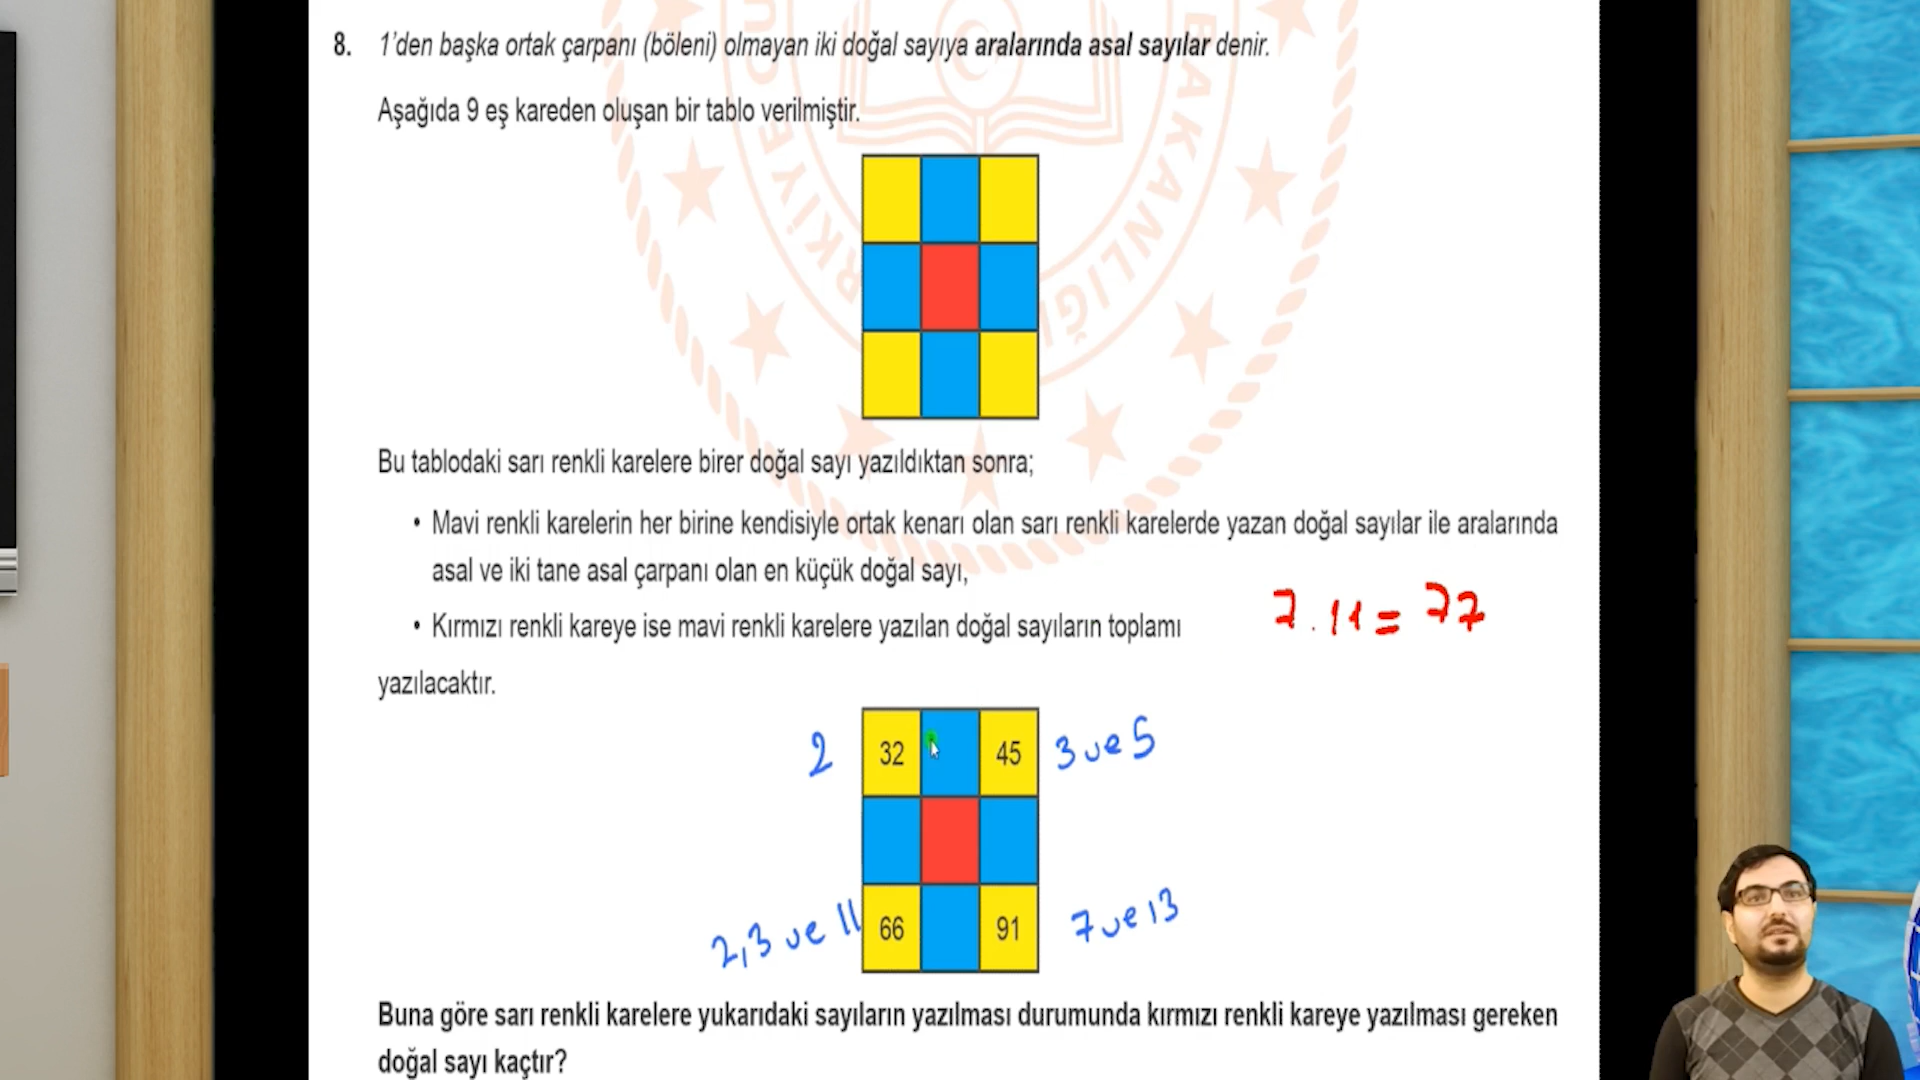 8. 1’den başka ortak çarpanı (böleni) olmayan iki doğal sayıya aralarında asal sayılar denir.
Aşağıda 9 eş kareden oluşan bir tablo verilmiştir.
Bu tablodaki sarı renkli karelere birer doğal sayı yazıldıktan sonra;
• Mavi renkli karelerin her birine kendisiyle ortak kenarı olan sarı renkli karelerde yazan doğal sayılar ile aralarında
asal ve iki tane asal çarpanı olan en küçük doğal sayı,
7.11=77
• Kırmızı renkli kareye ise mavi renkli karelere yazılan doğal sayıların toplamı
yazılacaktır.
2 32 45 3 ve 5
2,3 ve 11 66 91 7 ve 13
Buna göre sarı renkli karelere yukarıdaki sayıların yazılması durumunda kırmızı renkli kareye yazılması gereken
doğal sayı kaçtır?